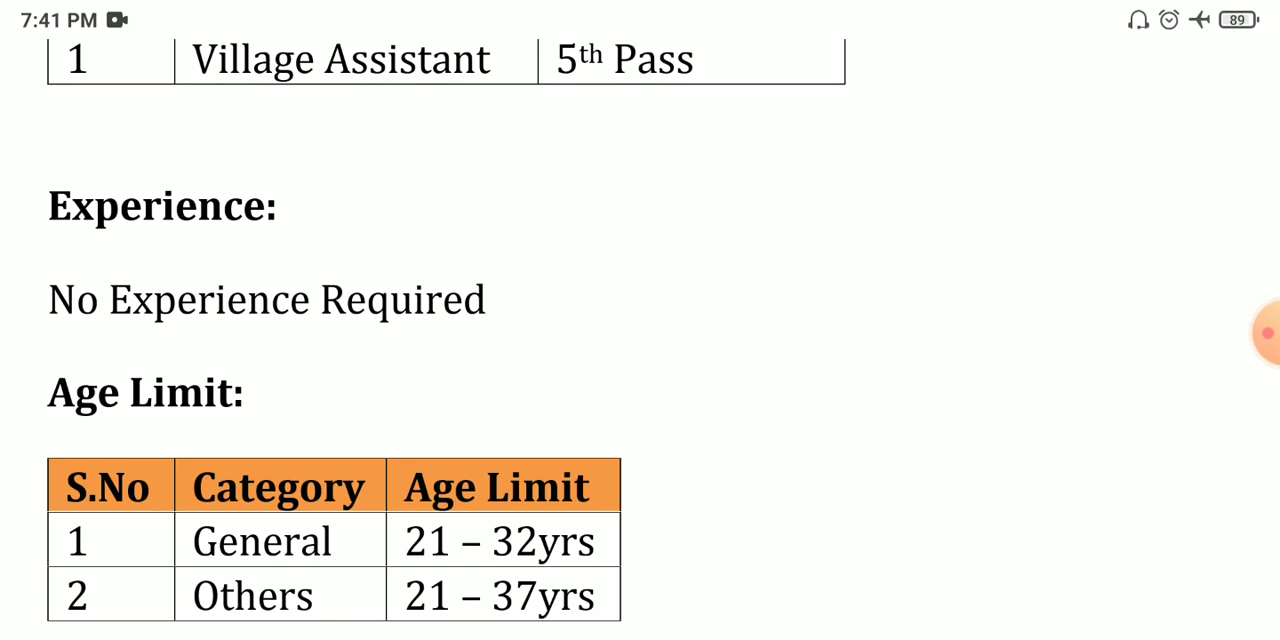 7:41 PM 89
1 Village Assistant 5th Pass
Experience:
No Experience Required
Age Limit:
S.No Category Age Limit
1 General 21 – 32yrs
2 Others 21 – 37yrs